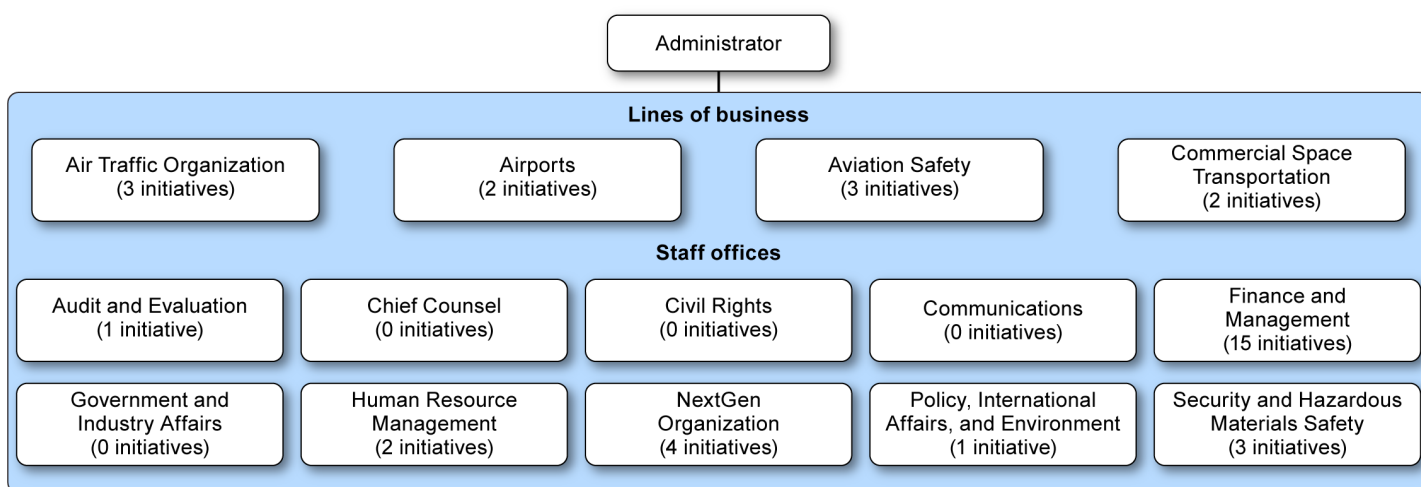 Administrator
Lines of business
Air Traffic Organization
(3 initiatives)
Airports
(2 initiatives)
Aviation Safety
(3 initiatives)
Commercial Space
Transportation
(2 initiatives)
Staff offices
Audit and Evaluation
(1 initiative)
Chief Counsel
(0 initiatives)
Civil Rights
(0 initiatives)
Communications
(0 initiatives)
Finance and
Management
(15 initiatives)
Government and
Industry Affairs
(0 initiatives)
Human Resource
Management
(2 initiatives)
NextGen
Organization
(4 initiatives)
Policy, International
Affairs, and Environment
(1 initiative)
Security and Hazardous
Materials Safety
(3 initiatives)